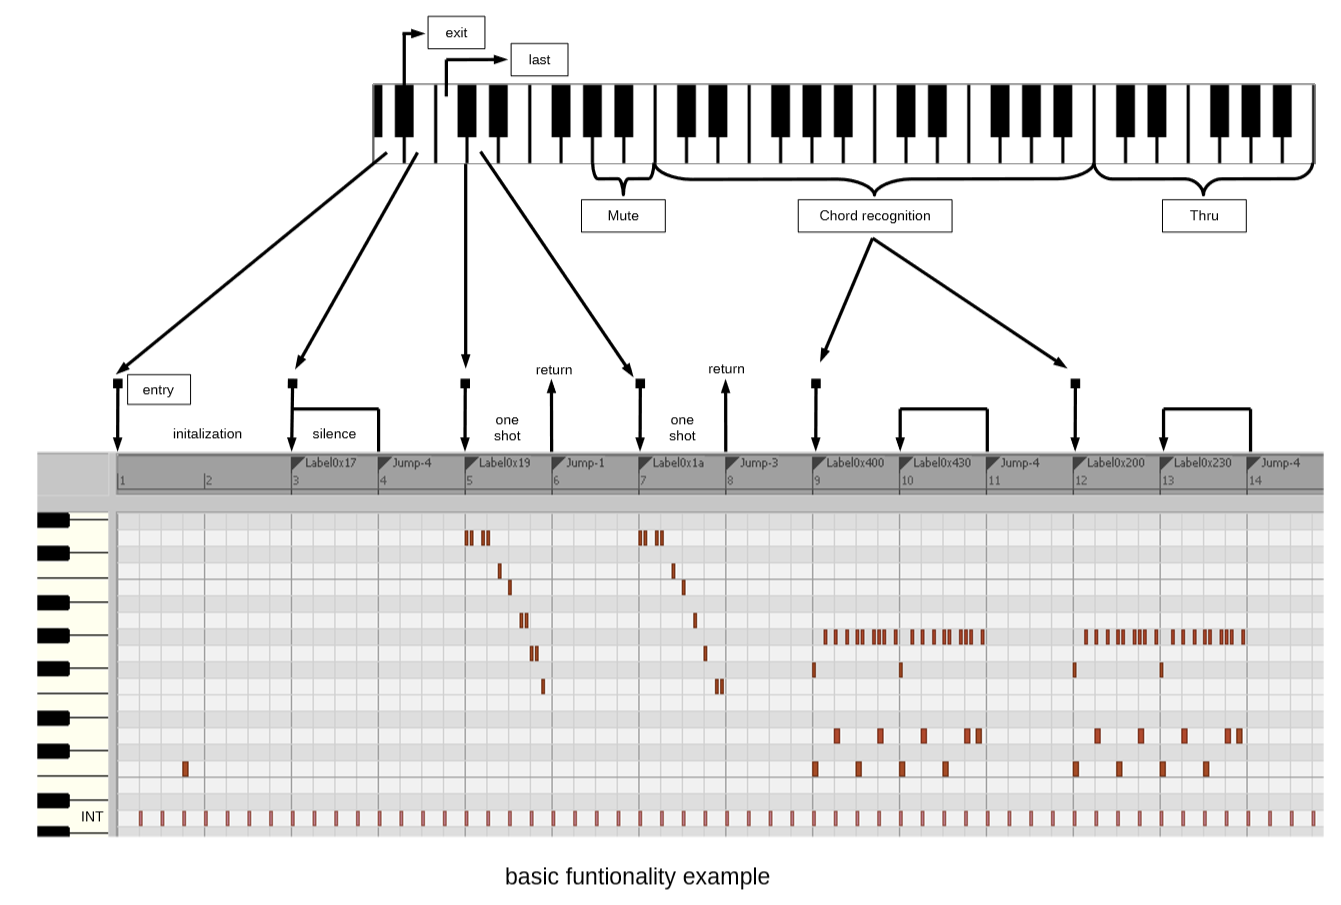 exit
last
Mute
Chord recognition
Thru
entry
return
return
initalization
silence
one
shot
one
shot
Label0x17
Jump-4
Label0x19
Jump-1
Label0x1a
Jump-3
Label0x400
Label0x430
Jump-4
Label0x200
Label0x230
Jump-4
1 2 3 4 5 6 7 8 9 10 11 12 13 14
INT
basic funtionality example